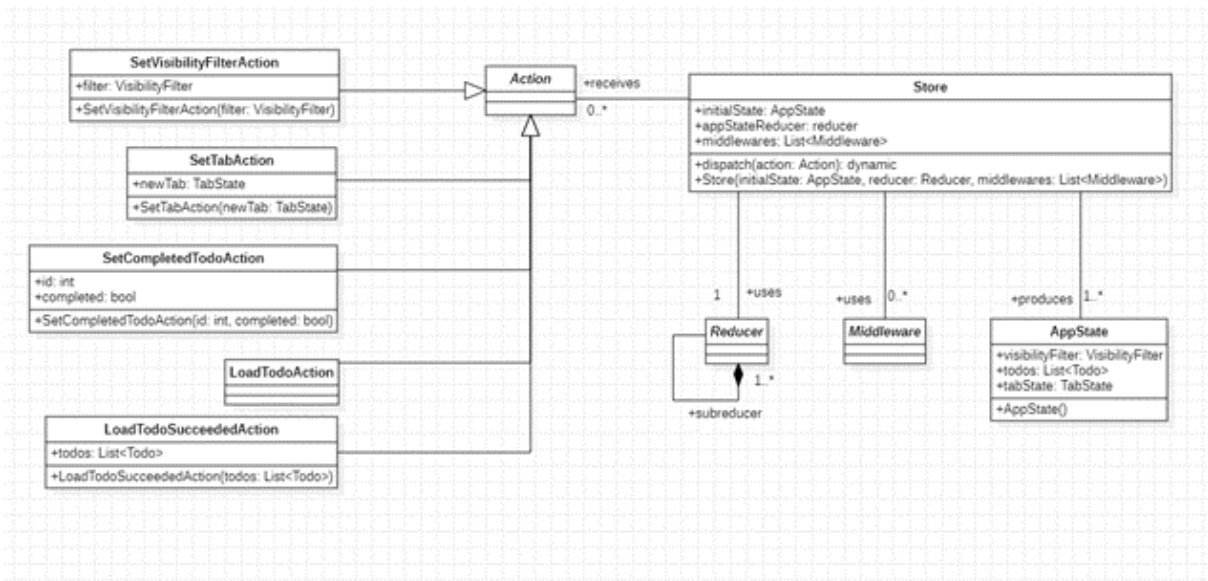 SetVisibilityFilterAction
+filter: VisibilityFilter
+SetVisibilityFilterAction(filter: VisibilityFilter)
SetTabAction
+newTab: TabState
+SetTabAction(newTab: TabState)
SetCompletedTodoAction
+id: int
+completed: bool
+SetCompletedTodoAction(id: int, completed: bool)
LoadTodoAction
LoadTodoSucceededAction
+todos: List<Todo>
+LoadTodoSucceededAction(todos: List<Todo>)
Action
+receives
0..*
Store
+initialState: AppState
+appStateReducer: reducer
+middlewares: List<Middleware>
+dispatch(action: Action): dynamic
+Store(initialState: AppState, reducer: Reducer, middlewares: List<Middleware>)
1
+uses
Reducer
1..*
+subreducer
+uses
0..*
Middleware
+produces
1..*
AppState
+visibilityFilter: VisibilityFilter
+todos: List<Todo>
+tabState: TabState
+AppState()